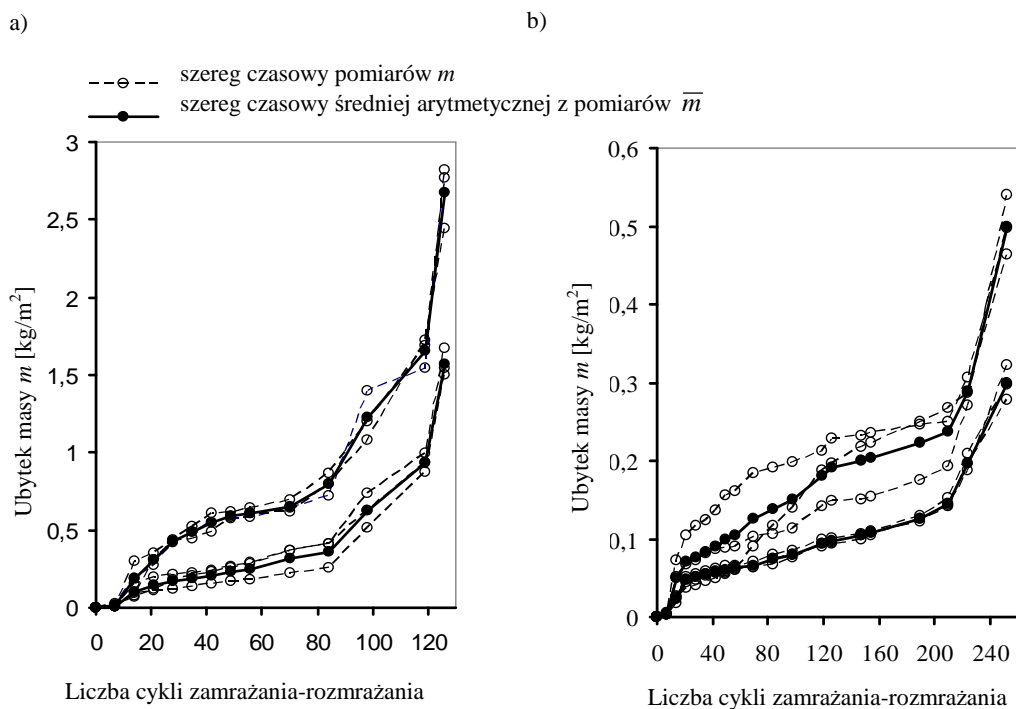 a)
b)
szereg czasowy pomiarów m
szereg czasowy średniej arytmetycznej z pomiarów m̅
Ubytek masy m [kg/m²]
3
2,5
2
1,5
1
0,5
0
0 20 40 60 80 100 120
Liczba cykli zamrażania-rozmrażania
Ubytek masy m [kg/m²]
0,6
0,5
0,4
0,3
0,2
0,1
0
0 40 80 120 160 200 240
Liczba cykli zamrażania-rozmrażania